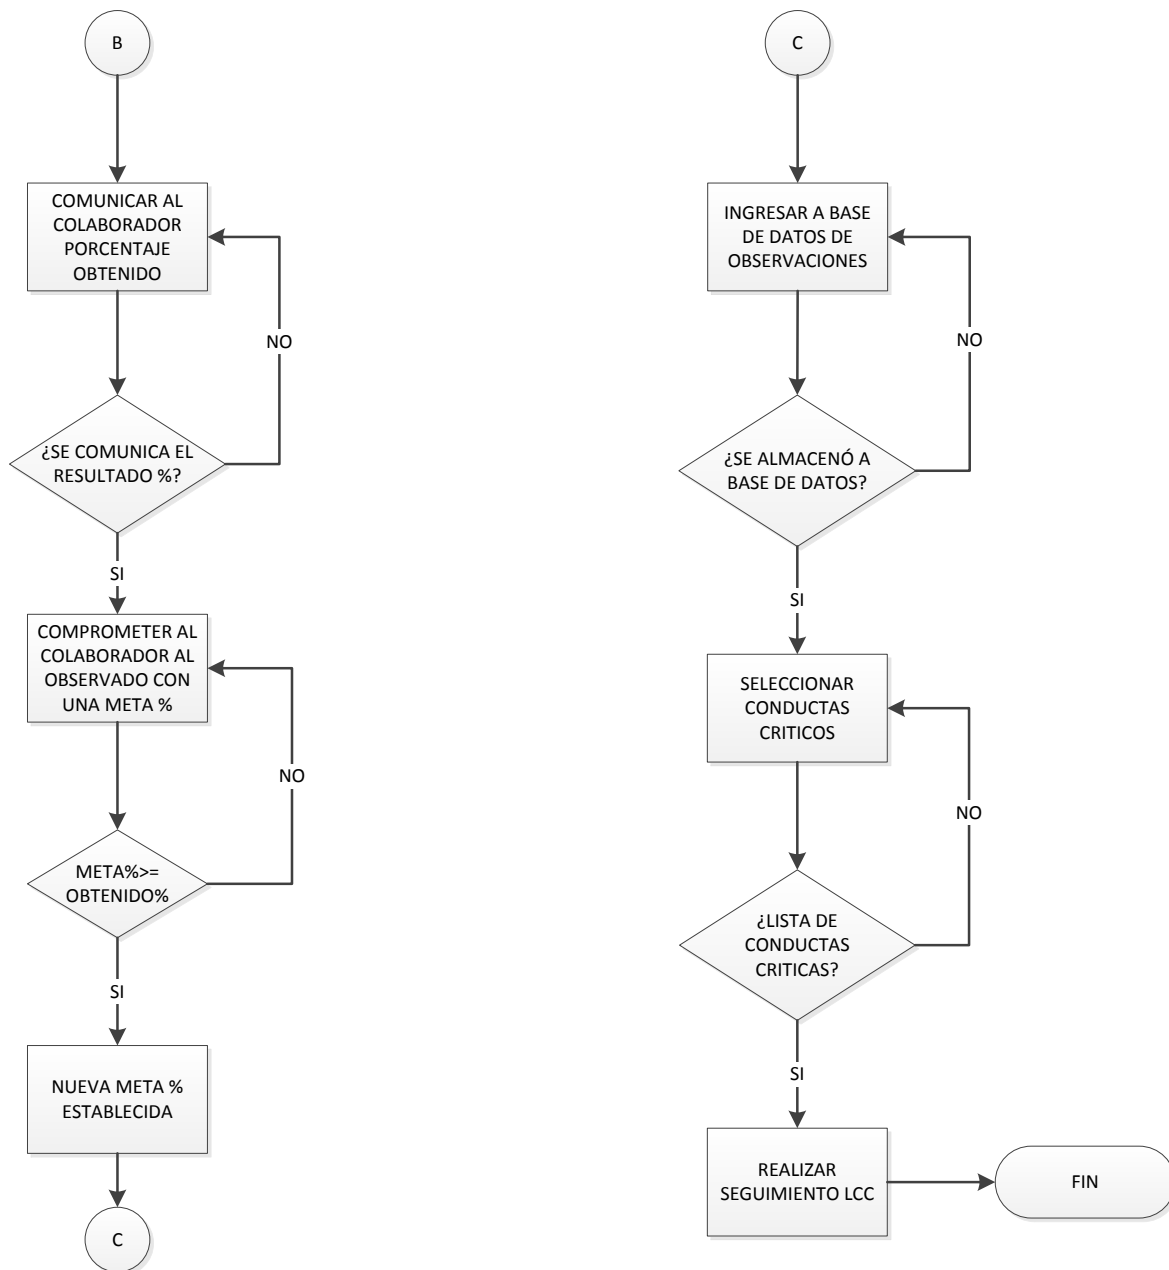 B
COMUNICAR AL
COLABORADOR
PORCENTAJE
OBTENIDO
NO
¿SE COMUNICA EL
RESULTADO %?
SI
COMPROMETER AL
COLABORADOR AL
OBSERVADO CON
UNA META %
NO
META%>=
OBTENIDO%
SI
NUEVA META %
ESTABLECIDA
C
C
INGRESAR A BASE
DE DATOS DE
OBSERVACIONES
NO
¿SE ALMACENÓ A
BASE DE DATOS?
SI
SELECCIONAR
CONDUCTAS
CRITICOS
NO
¿LISTA DE
CONDUCTAS
CRITICAS?
SI
REALIZAR
SEGUIMIENTO LCC
FIN